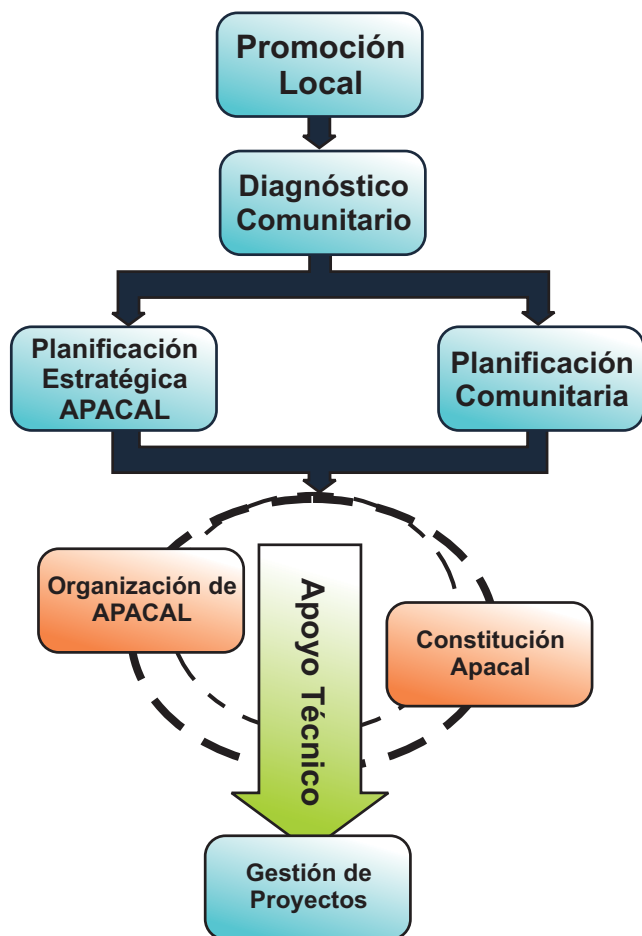 Promoción
Local
Diagnóstico
Comunitario
Planificación
Estratégica
APACAL
Planificación
Comunitaria
Organización de
APACAL
Apoyo Técnico
Constitución
Apacal
Gestión de
Proyectos